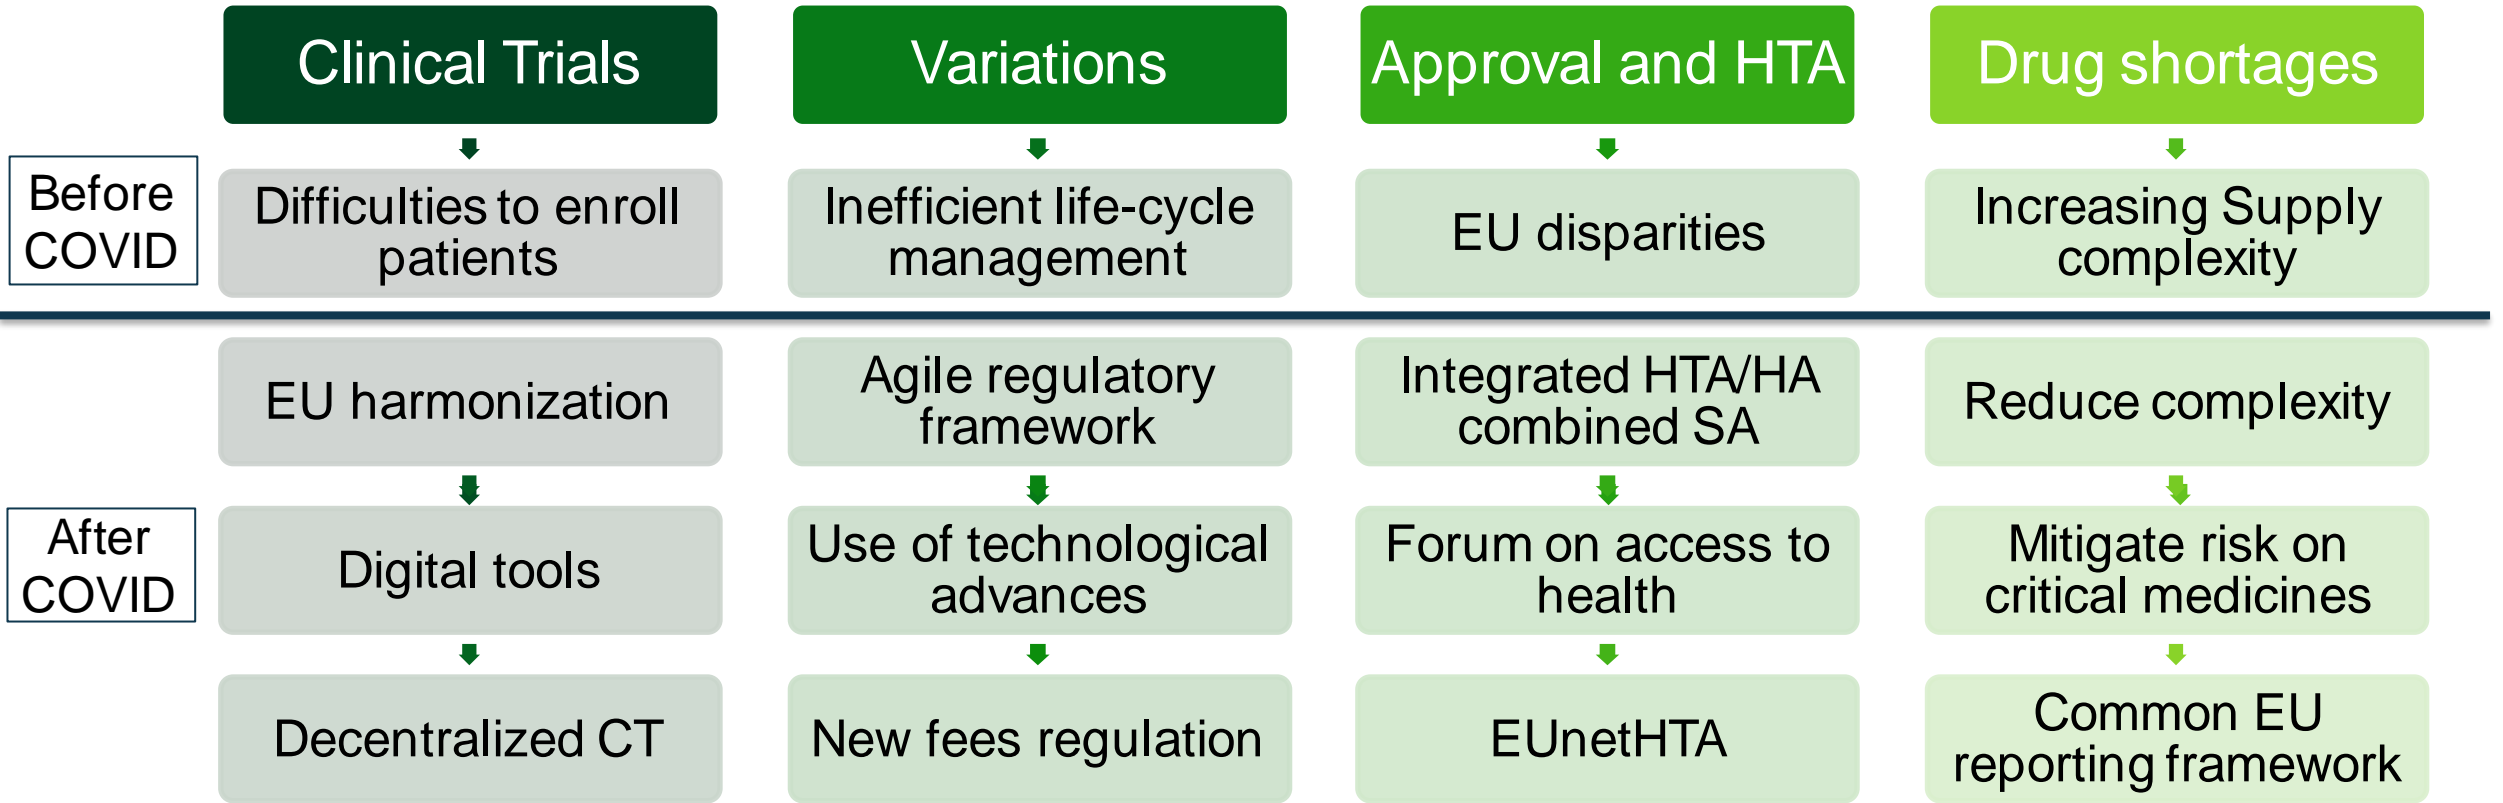 Clinical Trials
Variations
Approval and HTA
Drug shortages
Before
COVID
Difficulties to enroll
patients
Inefficient life-cycle
management
EU disparities
Increasing Supply
complexity
EU harmonization
Agile regulatory
framework
Integrated HTA/HA
combined SA
Reduce complexity
After
COVID
Digital tools
Use of technological
advances
Forum on access to
health
Mitigate risk on
critical medicines
Decentralized CT
New fees regulation
EUnetHTA
Common EU
reporting framework